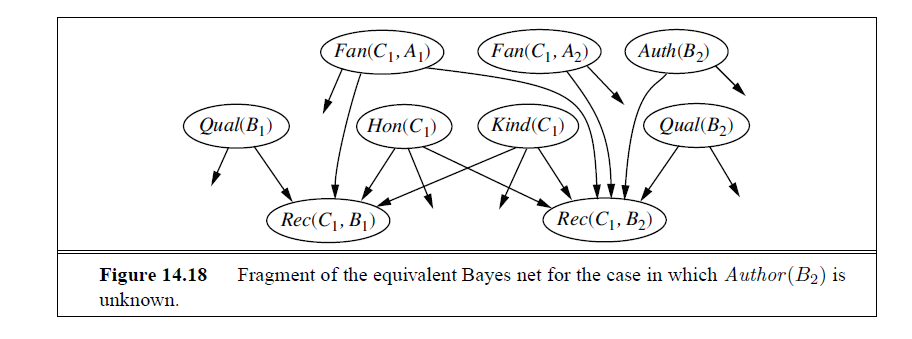 Fan(C₁, A₁) Fan(C₁, A₂) Auth(B₂)
Qual(B₁) Hon(C₁) Kind(C₁) Qual(B₂)
Rec(C₁, B₁) Rec(C₁, B₂)
Figure 14.18 Fragment of the equivalent Bayes net for the case in which Author(B₂) is
unknown.